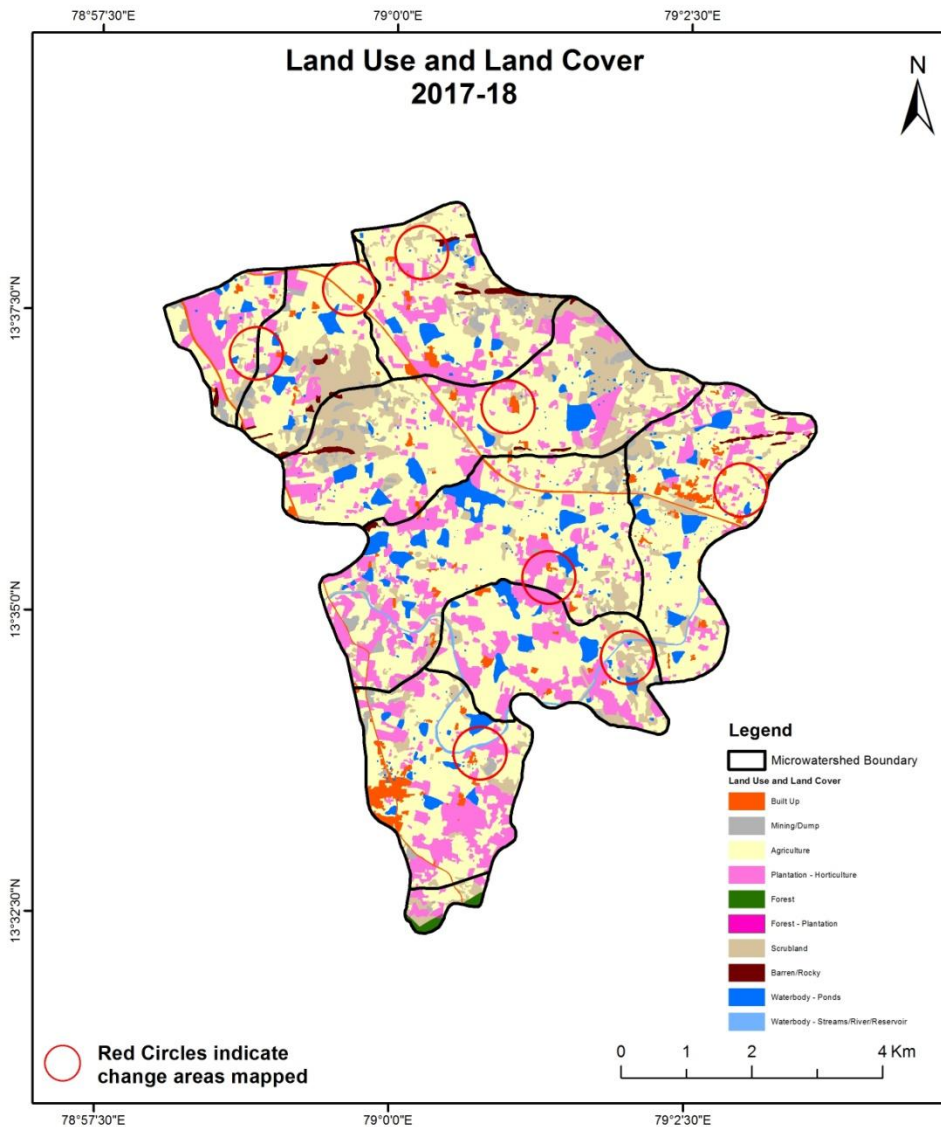 78°57'30"E
79°0'0"E
79°2'30"E
Land Use and Land Cover
2017-18
N
13°37'30"N
13°35'0"N
13°32'30"N
Legend
Microwatershed Boundary
Land Use and Land Cover
Built Up
Mining/Dump
Agriculture
Plantation - Horticulture
Forest
Forest - Plantation
Scrubland
Barren/Rocky
Waterbody - Ponds
Waterbody - Streams/River/Reservoir
Red Circles indicate
change areas mapped
0 1 2 4 Km
78°57'30"E
79°0'0"E
79°2'30"E